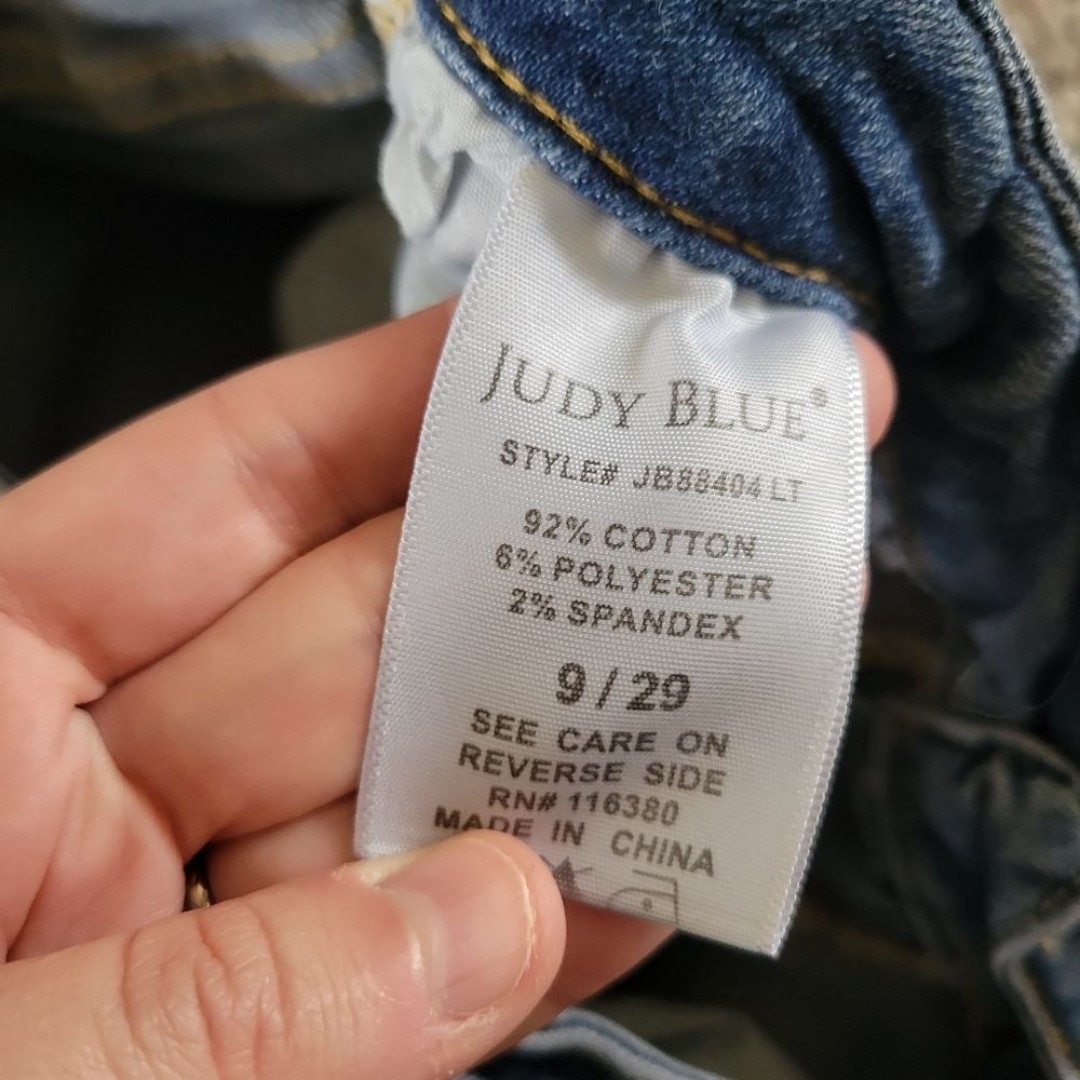 JUDY BLUE®
STYLE# JB88404 LT
92% COTTON
6% POLYESTER
2% SPANDEX
9 / 29
SEE CARE ON
REVERSE SIDE
RN# 116380
MADE IN CHINA